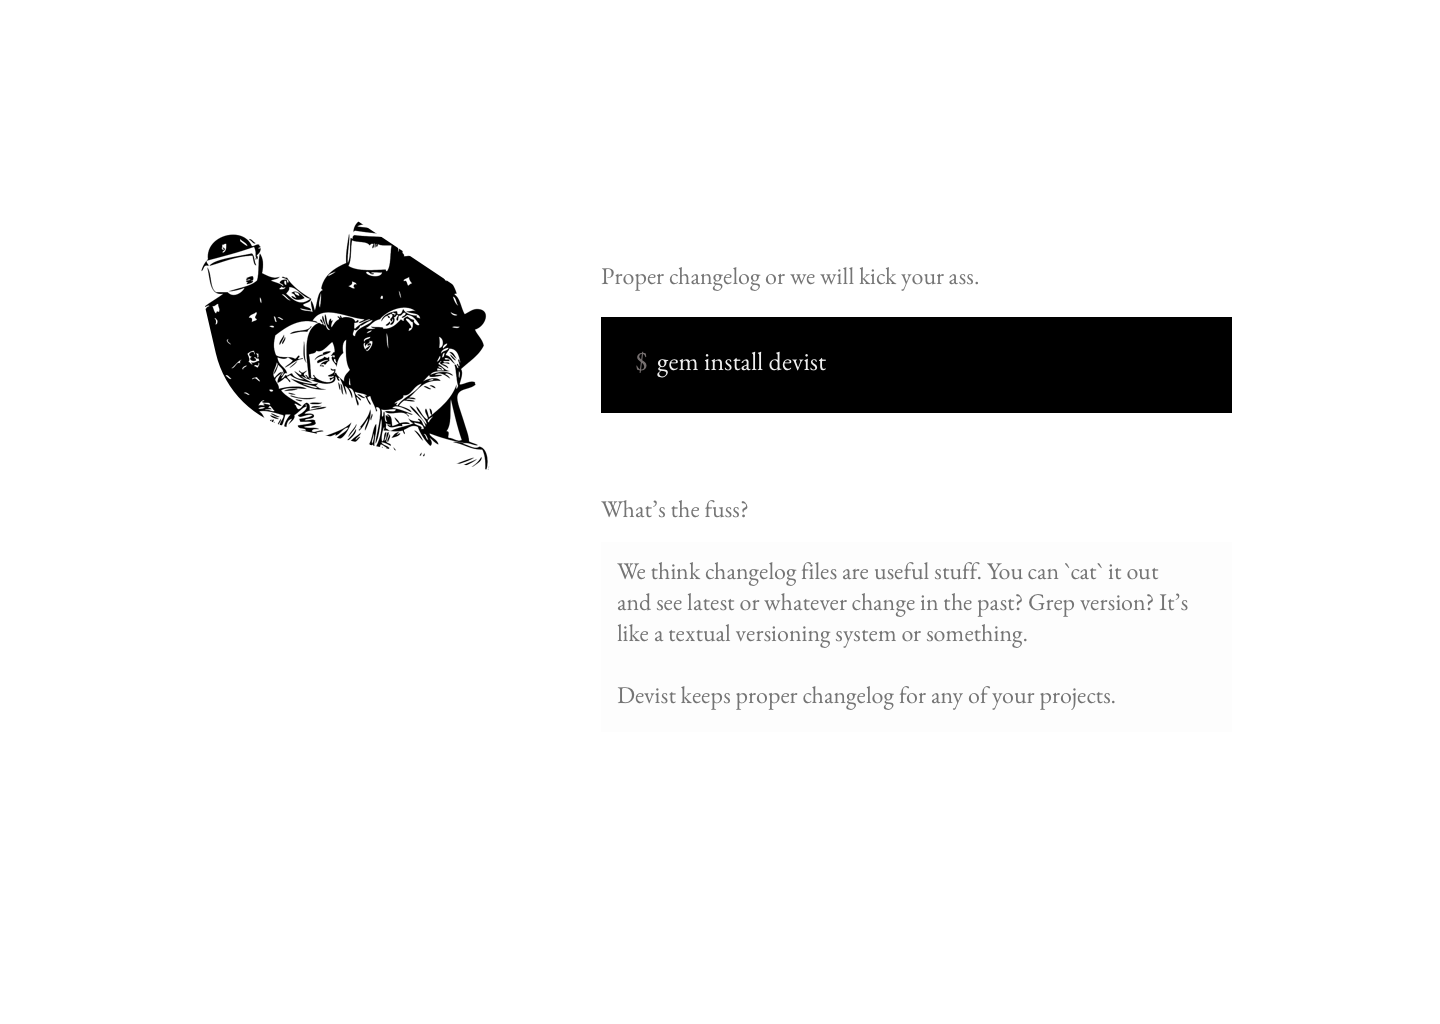 Proper changelog or we will kick your ass.
$ gem install devist
What’s the fuss?
We think changelog files are useful stuff. You can `cat` it out
and see latest or whatever change in the past? Grep version? It’s
like a textual versioning system or something.
Devist keeps proper changelog for any of your projects.